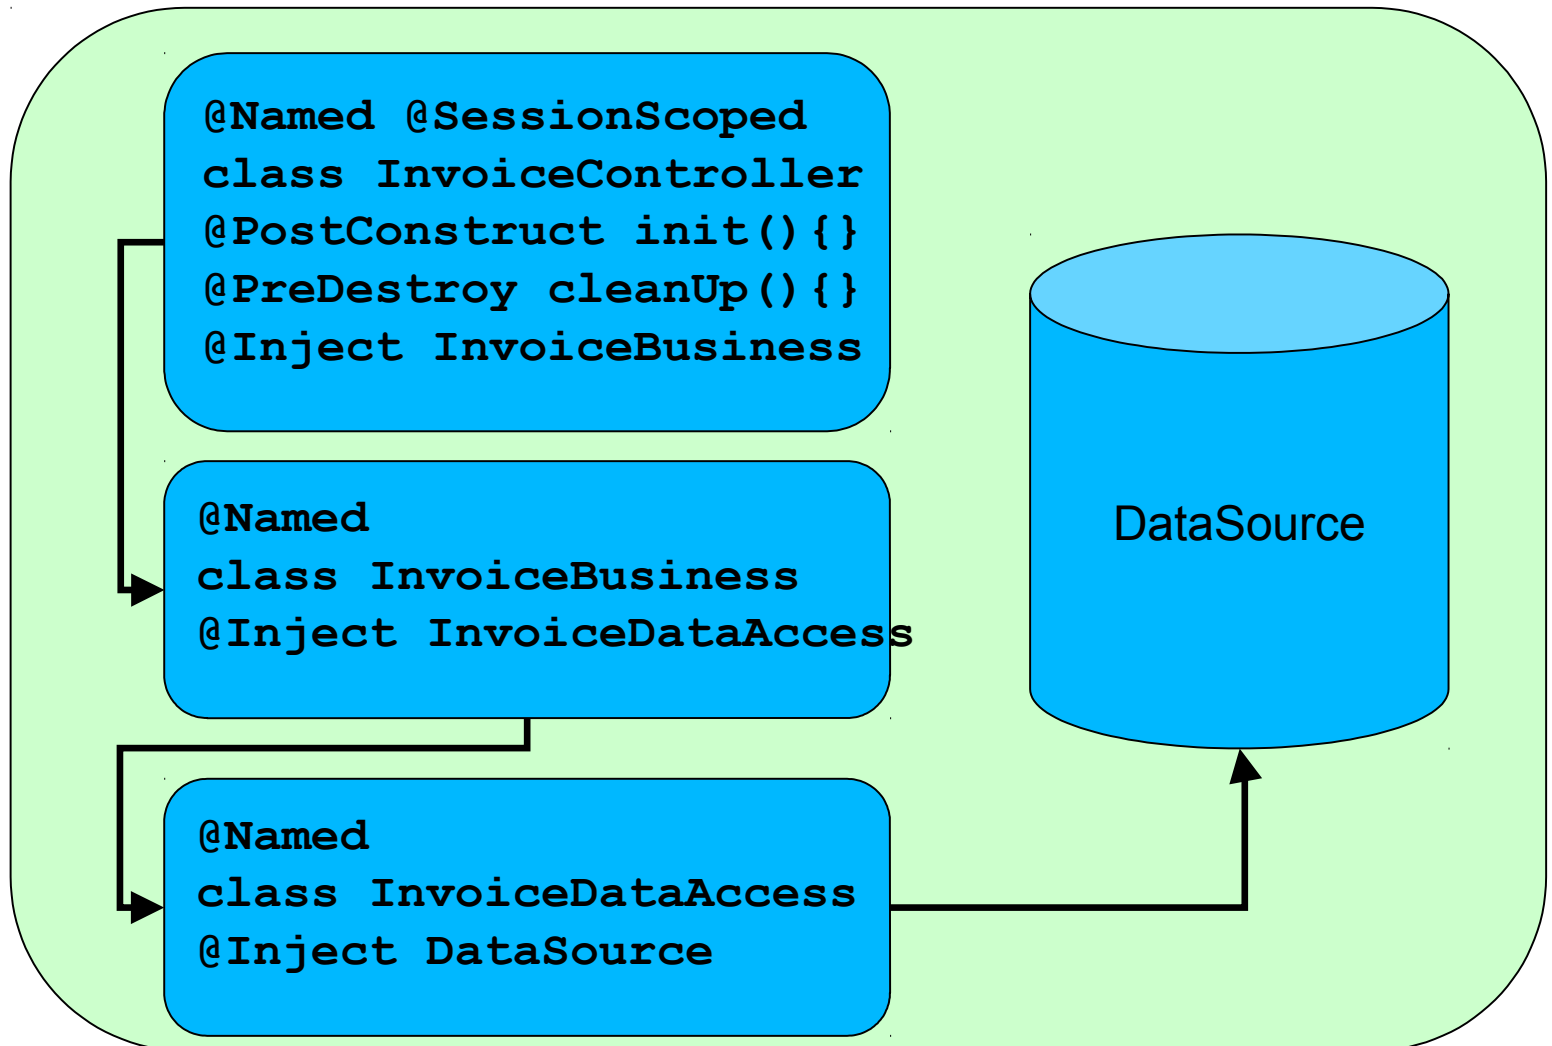 @Named @SessionScoped
class InvoiceController
@PostConstruct init(){}
@PreDestroy cleanUp(){}
@Inject InvoiceBusiness
@Named
class InvoiceBusiness
@Inject InvoiceDataAccess
@Named
class InvoiceDataAccess
@Inject DataSource
DataSource